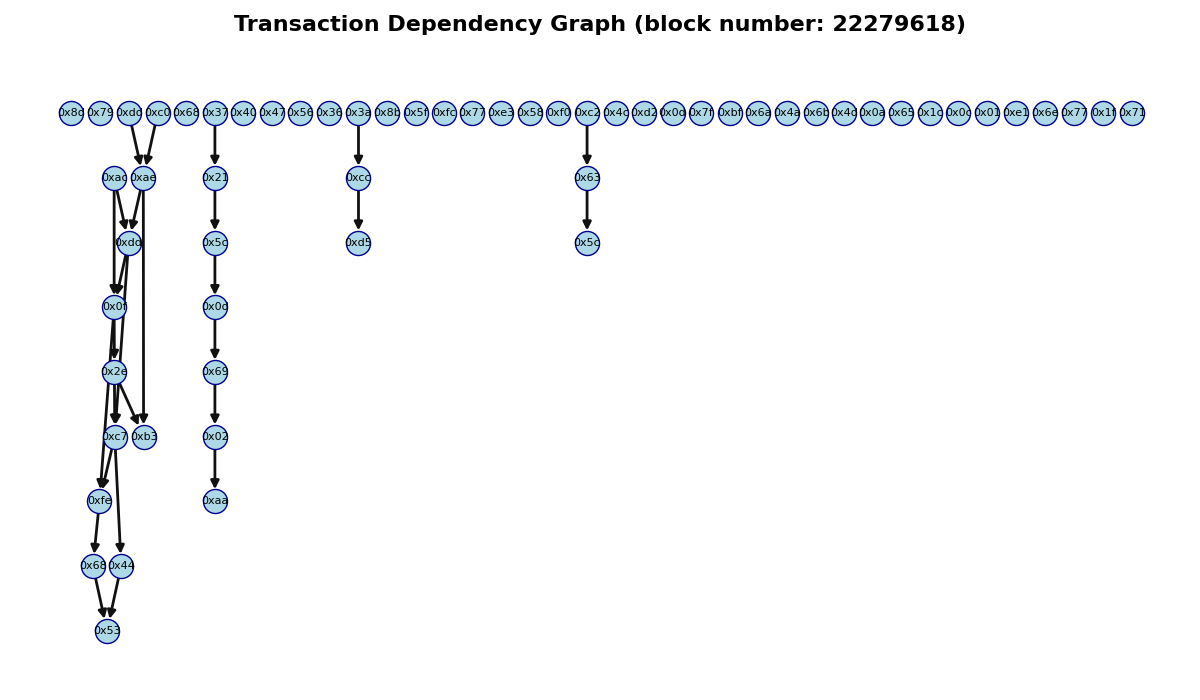 Transaction Dependency Graph (block number: 22279618)
0x8d 0x79 0xdd 0xc0 0x68 0x37 0x40 0x47 0x56 0x36 0x3a 0x8b 0x5f 0xfc 0x77 0xe3 0x58 0xf0 0xc2 0x4c 0xd2 0x0d 0x7f 0xbf 0x6a 0x4a 0x6b 0x4d 0x0a 0x65 0x1c 0x0c 0x01 0xe1 0x6e 0x77 0x1f 0x71
0xac 0xae 0x21 0xcc 0x63
0xdd 0x5c 0xd5 0x5c
0x0f 0x0d
0x2e 0x69
0xc7 0xb3 0x02
0xfe 0xaa
0x68 0x44
0x53